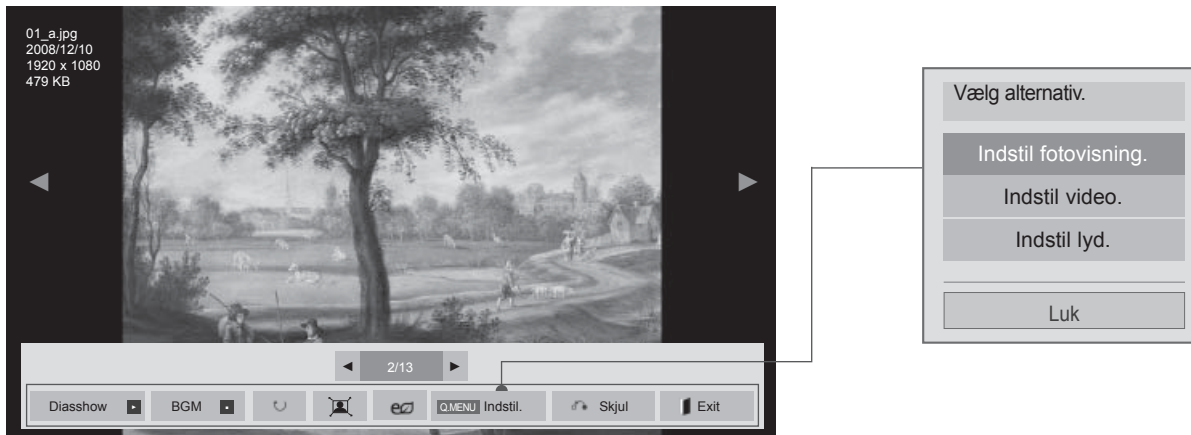 01_a.jpg
2008/12/10
1920 x 1080
479 KB
2/13
Diasshow
BGM
Q.MENU Indstil.
Skjul
Exit
Vælg alternativ.
Indstil fotovisning.
Indstil video.
Indstil lyd.
Luk